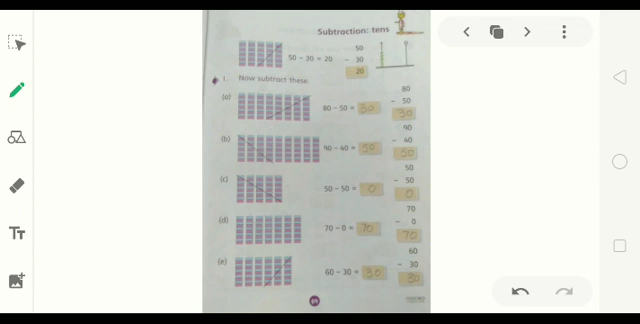 Subtraction: tens
50 - 30 = 20
50
- 30
20
1. Now subtract these.
(a) 80 - 50 = 30
80
- 50
30
(b) 90 - 40 = 50
90
- 40
50
(c) 50 - 50 = 0
50
- 50
0
(d) 70 - 0 = 70
70
- 0
70
(e) 60 - 30 = 30
60
- 30
30
Tт